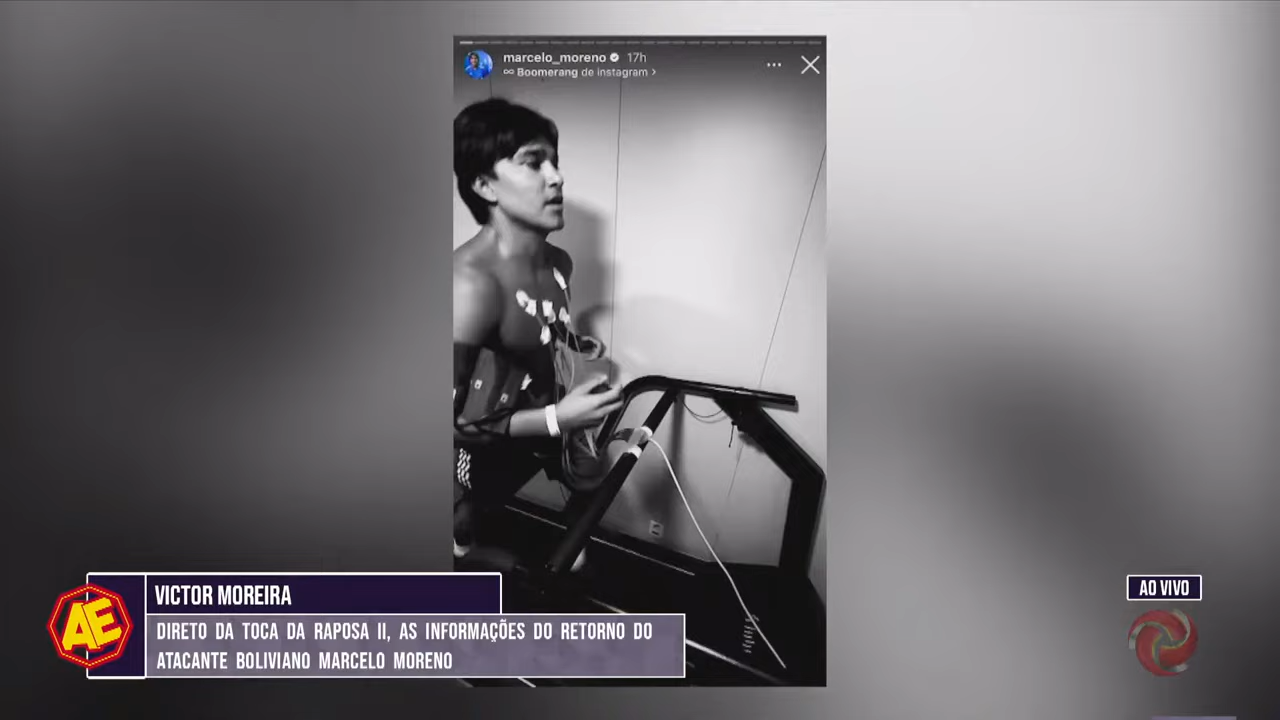 marcelo_moreno 17h
Boomerang de instagram >
VICTOR MOREIRA
DIRETO DA TOCA DA RAPOSA II, AS INFORMAÇÕES DO RETORNO DO
ATACANTE BOLIVIANO MARCELO MORENO
AE
AO VIVO